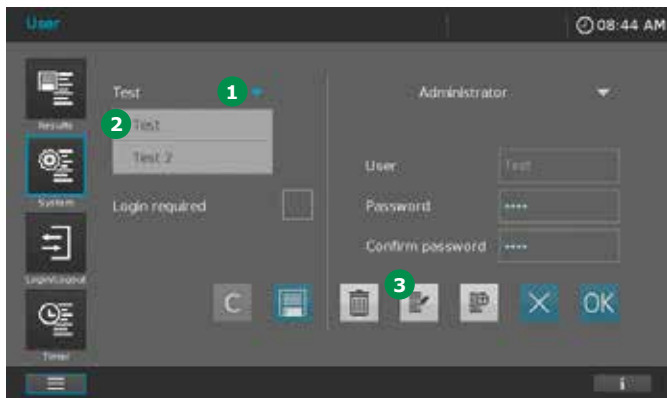 User
08:44 AM
Results
System
Login/Logout
Timer
Test
1
2
Test
Test 2
Login required
C
Administrator
User
Test
Password
****
Confirm password
****
3
OK
i